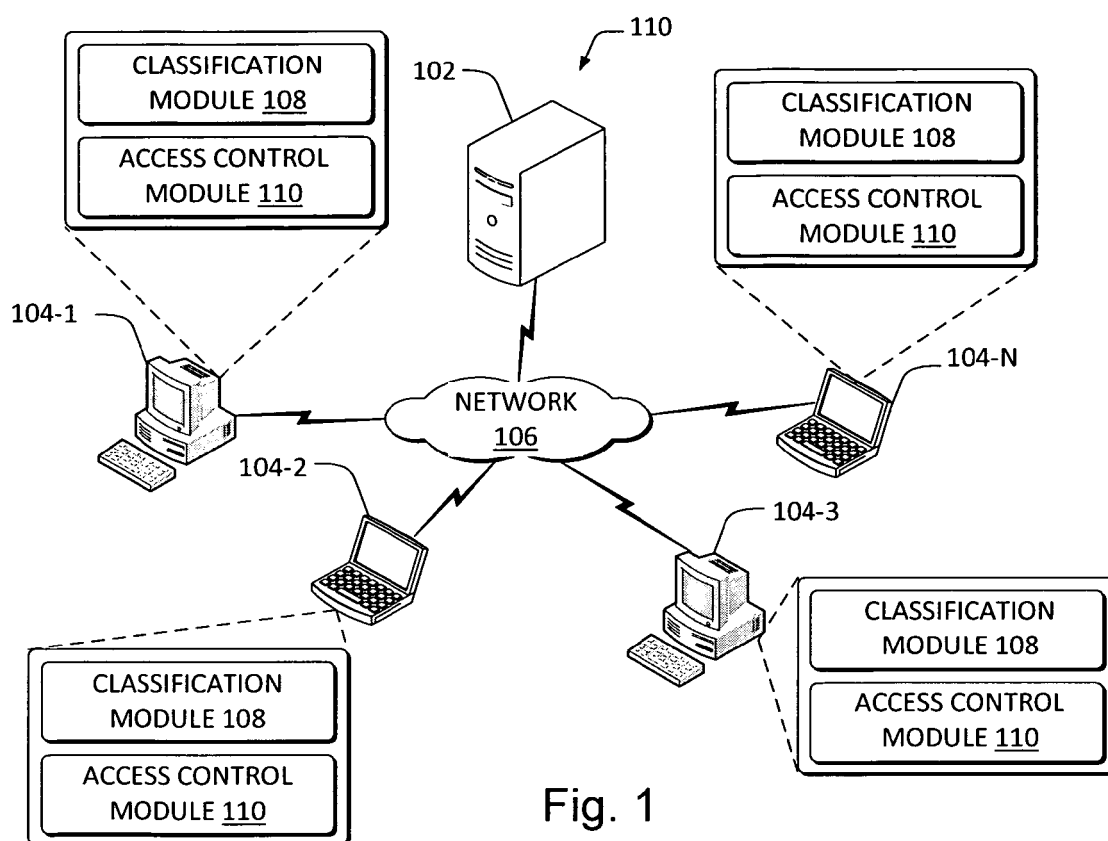 CLASSIFICATION
MODULE 108
ACCESS CONTROL
MODULE 110
102
110
CLASSIFICATION
MODULE 108
ACCESS CONTROL
MODULE 110
104-1
104-N
NETWORK
106
104-2
104-3
CLASSIFICATION
MODULE 108
ACCESS CONTROL
MODULE 110
CLASSIFICATION
MODULE 108
ACCESS CONTROL
MODULE 110
Fig. 1